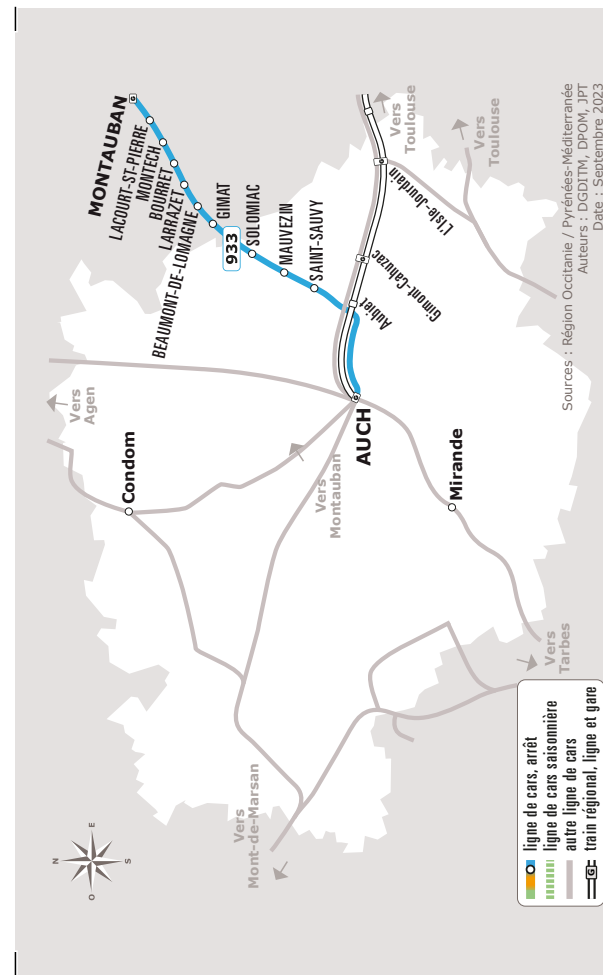 MONTAUBAN
LACOURT-ST-PIERRE
MONTECH
BOURRET
LARRAZET
BEAUMONT-DE-LOMAGNE
GIMAT
933
SOLOMIAC
MAUVEZIN
SAINT-SAUVY
Aubiet
Gimont-Cahuzac
L'Isle-Jourdain
Vers
Toulouse
Vers
Toulouse
Vers
Agen
Condom
Vers
Montauban
AUCH
Mirande
Vers
Tarbes
Vers
Mont-de-Marsan
N
E
S
O
G
G
ligne de cars, arrêt
ligne de cars saisonnière
autre ligne de cars
G
train régional, ligne et gare
Sources : Région Occitanie / Pyrénées-Méditerranée
Auteurs : DGDITM, DPOM, JPT
Date : Septembre 2023